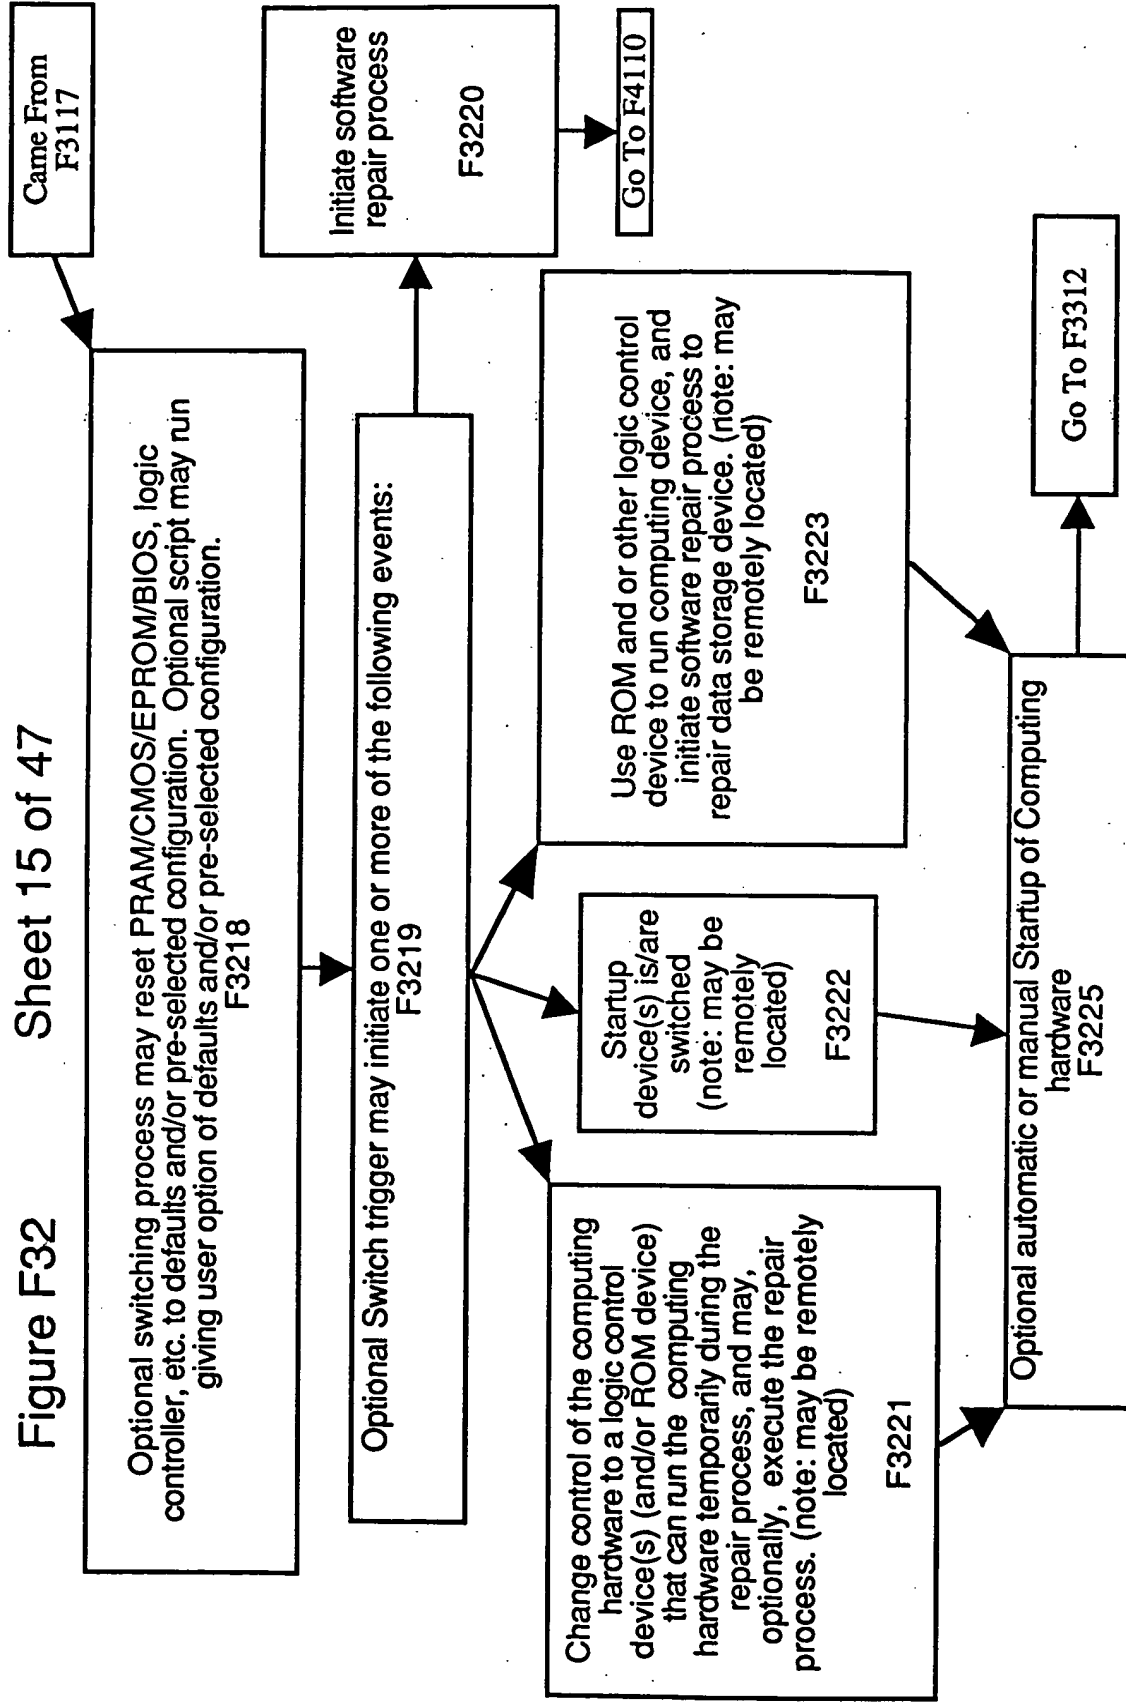 Figure F32
Sheet 15 of 47
Came From
F3117
Optional switching process may reset PRAM/CMOS/EPROM/BIOS, logic
controller, etc. to defaults and/or pre-selected configuration. Optional script may run
giving user option of defaults and/or pre-selected configuration.
F3218
Optional Switch trigger may initiate one or more of the following events:
F3219
Initiate software
repair process
F3220
Go To F4110
Change control of the computing
hardware to a logic control
device(s) (and/or ROM device)
that can run the computing
hardware temporarily during the
repair process, and may,
optionally, execute the repair
process. (note: may be remotely
located)
F3221
Startup
device(s) is/are
switched
(note: may be
remotely
located)
F3222
Use ROM and or other logic control
device to run computing device, and
initiate software repair process to
repair data storage device. (note: may
be remotely located)
F3223
Optional automatic or manual Startup of Computing
hardware
F3225
Go To F3312